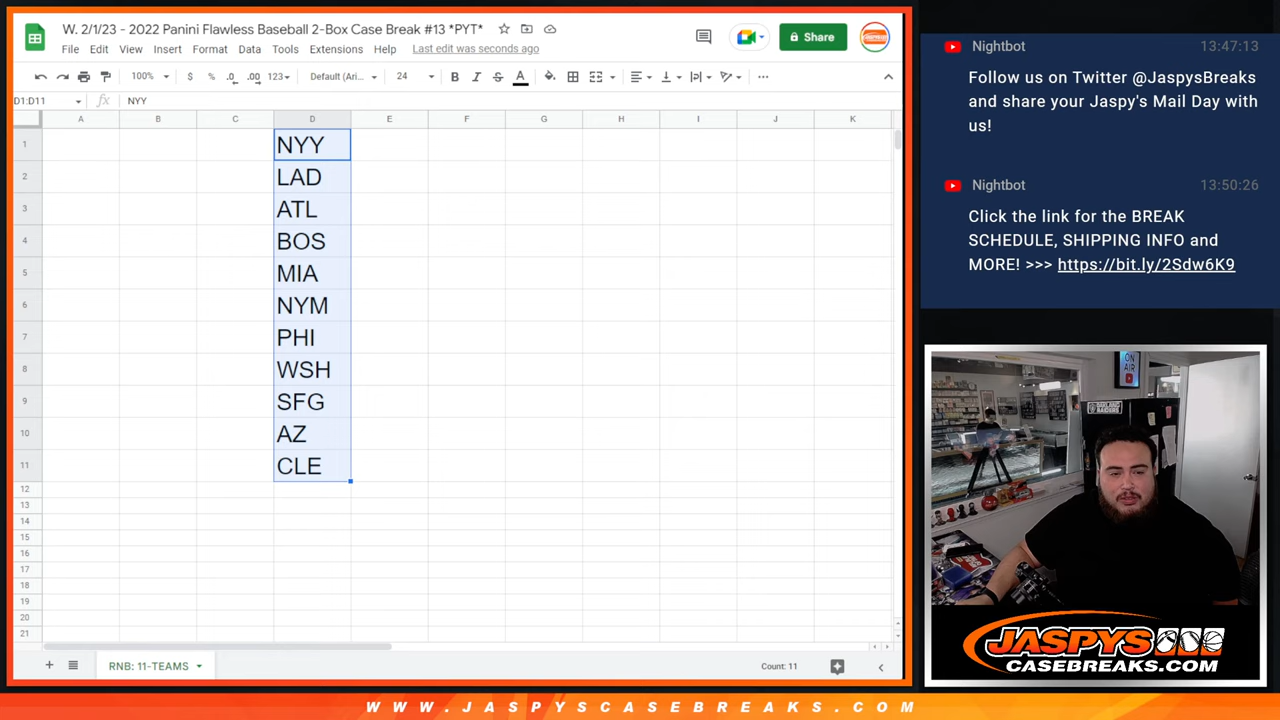 W. 2/1/23 - 2022 Panini Flawless Baseball 2-Box Case Break #13 *PYT*
File Edit View Insert Format Data Tools Extensions Help Last edit was seconds ago
Share
100% $ % .0 .00 123 Default (Ari... 24 B I S A
D1:D11 fx NYY
A B C D E F G H I J K
1 NYY
2 LAD
3 ATL
4 BOS
5 MIA
6 NYM
7 PHI
8 WSH
9 SFG
10 AZ
11 CLE
12
13
14
15
16
17
18
19
20
21
RNB: 11-TEAMS
Count: 11
Nightbot 13:47:13
Follow us on Twitter @JaspysBreaks
and share your Jaspy's Mail Day with
us!
Nightbot 13:50:26
Click the link for the BREAK
SCHEDULE, SHIPPING INFO and
MORE! >>> https://bit.ly/2Sdw6K9
ON
AIR
JASPYS
CASEBREAKS.COM
WWW.JASPYSCASEBREAKS.COM